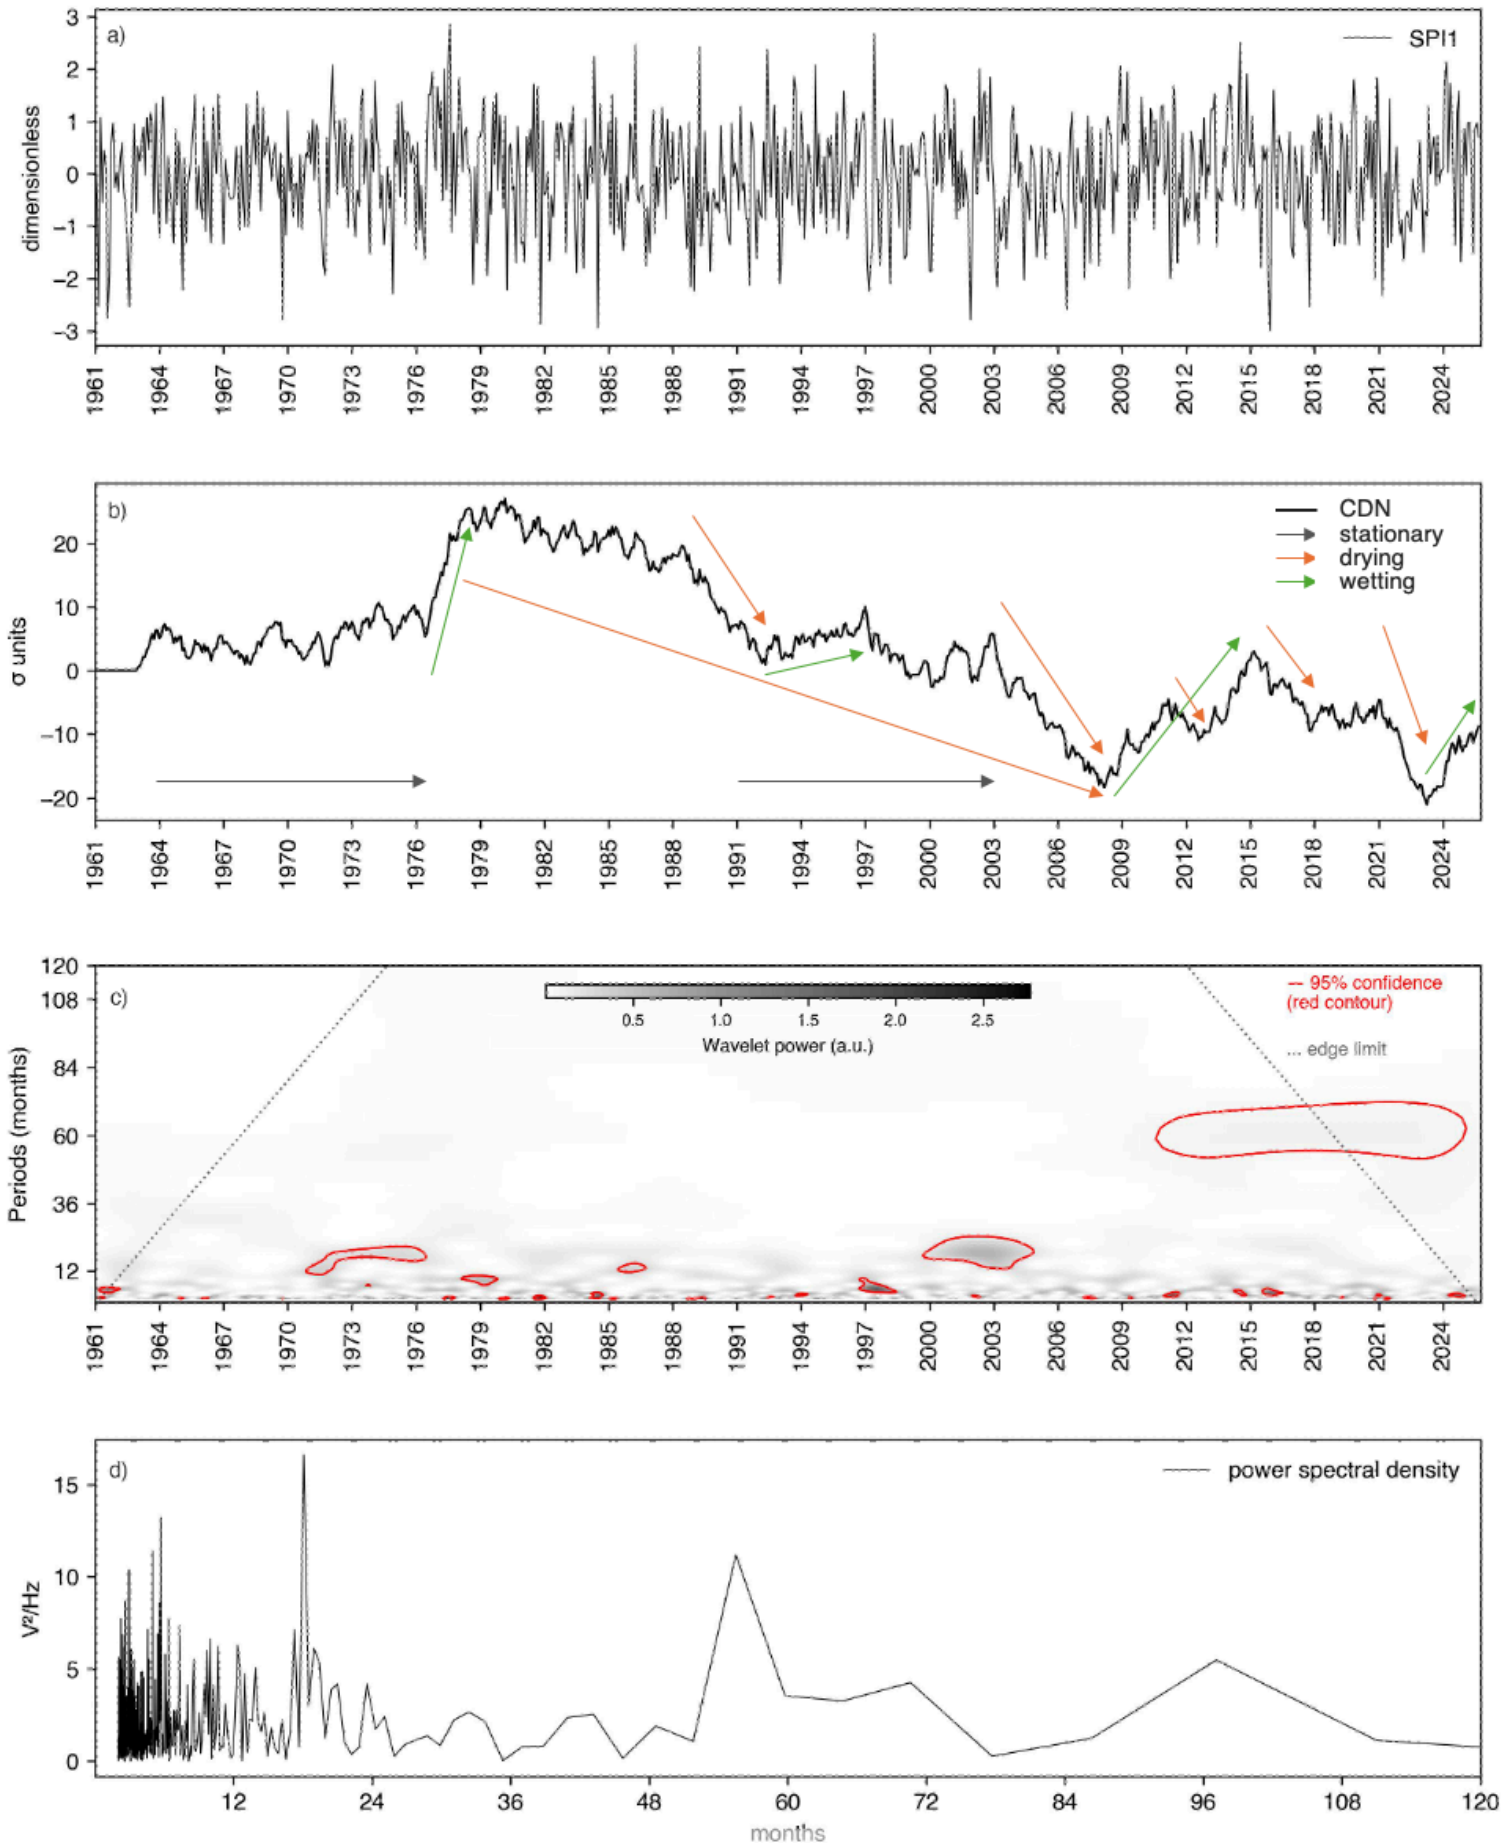 a)
SPI1
3
2
1
0
−1
−2
−3
dimensionless
1961 1964 1967 1970 1973 1976 1979 1982 1985 1988 1991 1994 1997 2000 2003 2006 2009 2012 2015 2018 2021 2024
b)
CDN
stationary
drying
wetting
20
10
0
−10
−20
σ units
1961 1964 1967 1970 1973 1976 1979 1982 1985 1988 1991 1994 1997 2000 2003 2006 2009 2012 2015 2018 2021 2024
c)
120
108
84
60
36
12
Periods (months)
0.5 1.0 1.5 2.0 2.5
Wavelet power (a.u.)
-- 95% confidence
(red contour)
... edge limit
1961 1964 1967 1970 1973 1976 1979 1982 1985 1988 1991 1994 1997 2000 2003 2006 2009 2012 2015 2018 2021 2024
d)
power spectral density
15
10
5
0
V²/Hz
12 24 36 48 60 72 84 96 108 120
months